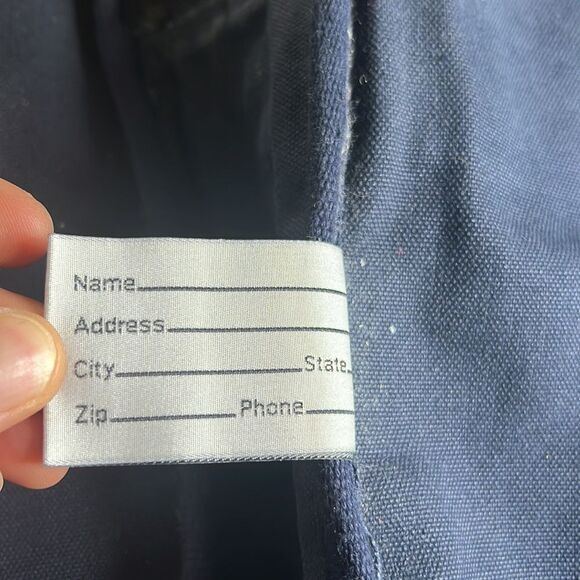 Name
Address
City State
Zip Phone